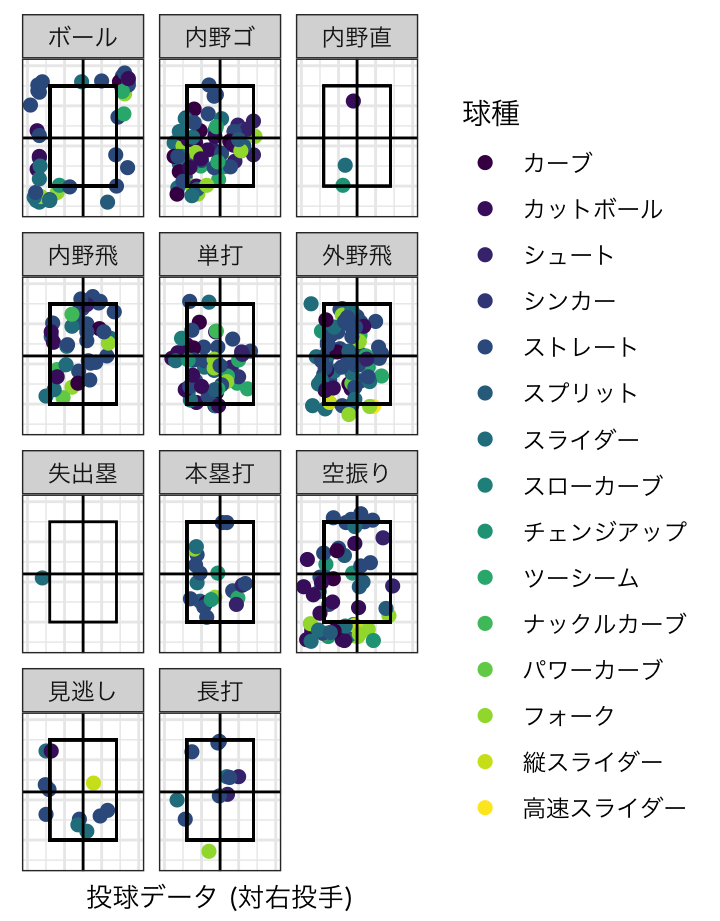 ボール 内野ゴ 内野直
内野飛 単打 外野飛
失出塁 本塁打 空振り
見逃し 長打
投球データ (対右投手)
球種
カーブ
カットボール
シュート
シンカー
ストレート
スプリット
スライダー
スローカーブ
チェンジアップ
ツーシーム
ナックルカーブ
パワーカーブ
フォーク
縦スライダー
高速スライダー